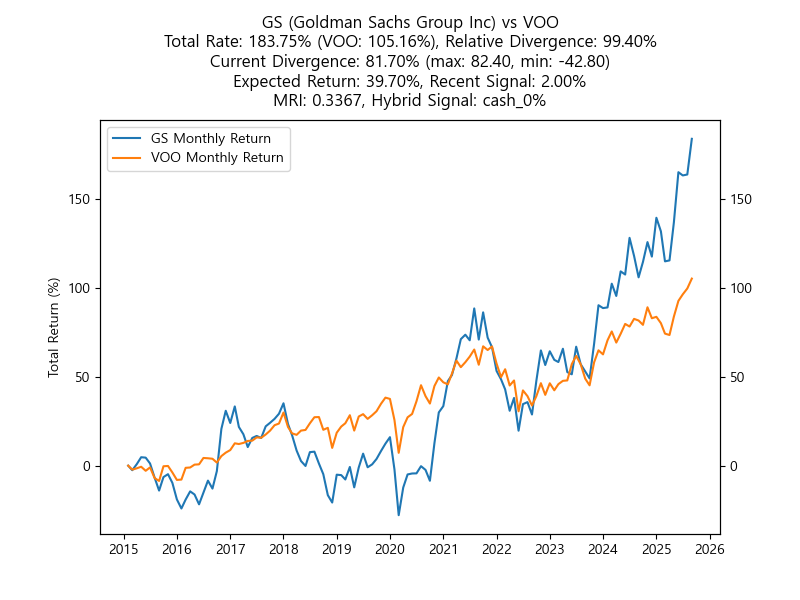 GS (Goldman Sachs Group Inc) vs VOO
Total Rate: 183.75% (VOO: 105.16%), Relative Divergence: 99.40%
Current Divergence: 81.70% (max: 82.40, min: -42.80)
Expected Return: 39.70%, Recent Signal: 2.00%
MRI: 0.3367, Hybrid Signal: cash_0%
GS Monthly Return
VOO Monthly Return
Total Return (%)
150
100
50
0
150
100
50
0
2015 2016 2017 2018 2019 2020 2021 2022 2023 2024 2025 2026